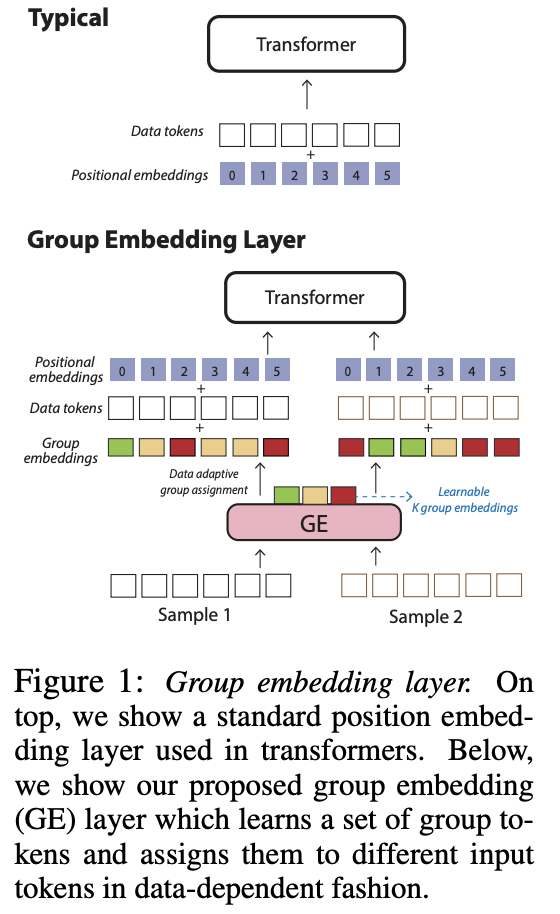 Typical
Transformer
Data tokens
+
Positional embeddings 0 1 2 3 4 5
Group Embedding Layer
Transformer
Positional
embeddings
0 1 2 3 4 5
0 1 2 3 4 5
+
+
Data tokens
+
+
Group
embeddings
Data adaptive
group assignment
Learnable
K group embeddings
GE
Sample 1
Sample 2
Figure 1: Group embedding layer. On
top, we show a standard position embed-
ding layer used in transformers. Below,
we show our proposed group embedding
(GE) layer which learns a set of group to-
kens and assigns them to different input
tokens in data-dependent fashion.